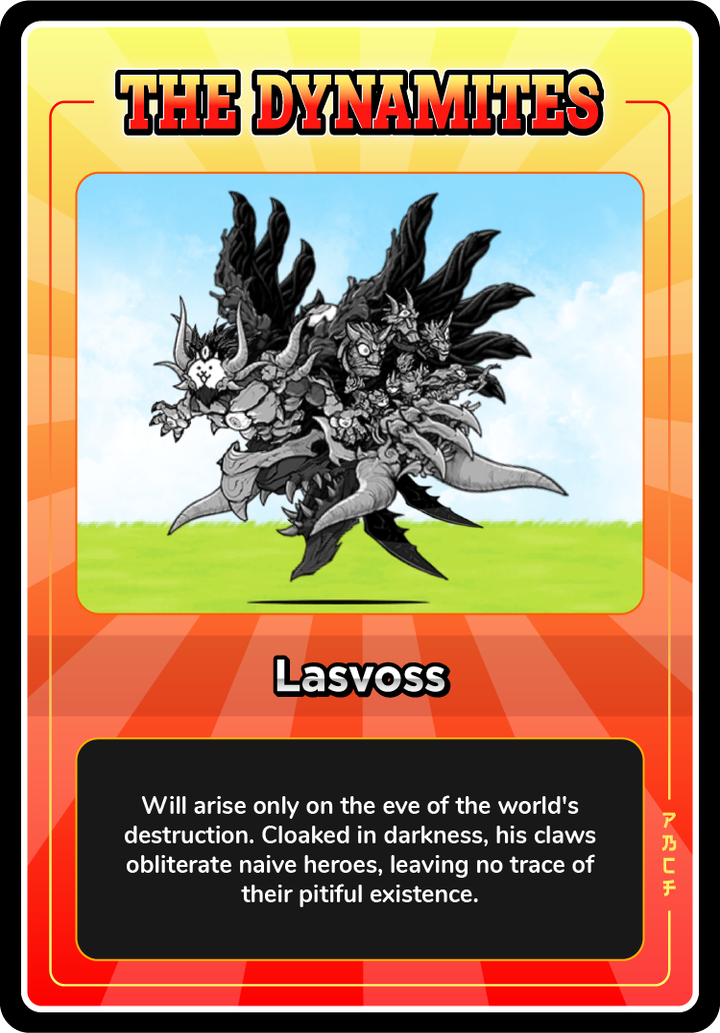 THE DYNAMITES
Lasvoss
Will arise only on the eve of the world's
destruction. Cloaked in darkness, his claws
obliterate naive heroes, leaving no trace of
their pitiful existence.